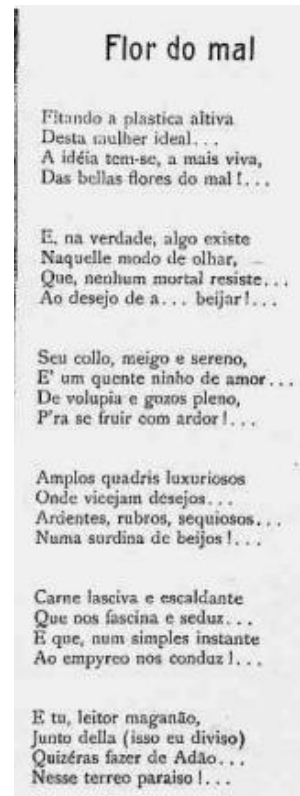 Flor do mal
Fitando a plastica altiva
Desta mulher ideal...
A idéia tem-se, a mais viva,
Das bellas flores do mal!...
E, na verdade, algo existe
Naquelle modo de olhar,
Que, nenhum mortal resiste...
Ao desejo de a... beijar!...
Seu collo, meigo e sereno,
E' um quente ninho de amor...
De volupia e gozos pleno,
P'ra se fruir com ardor!...
Amplos quadris luxuriosos
Onde vicejam desejos...
Ardentes, rubros, sequiosos...
Numa surdina de beijos!...
Carne lasciva e escaldante
Que nos fascina e seduz...
E que, num simples instante
Ao empyreo nos conduz!...
E tu, leitor maganão,
Junto della (isso eu diviso)
Quizéras fazer de Adão...
Nesse terreo paraiso!...